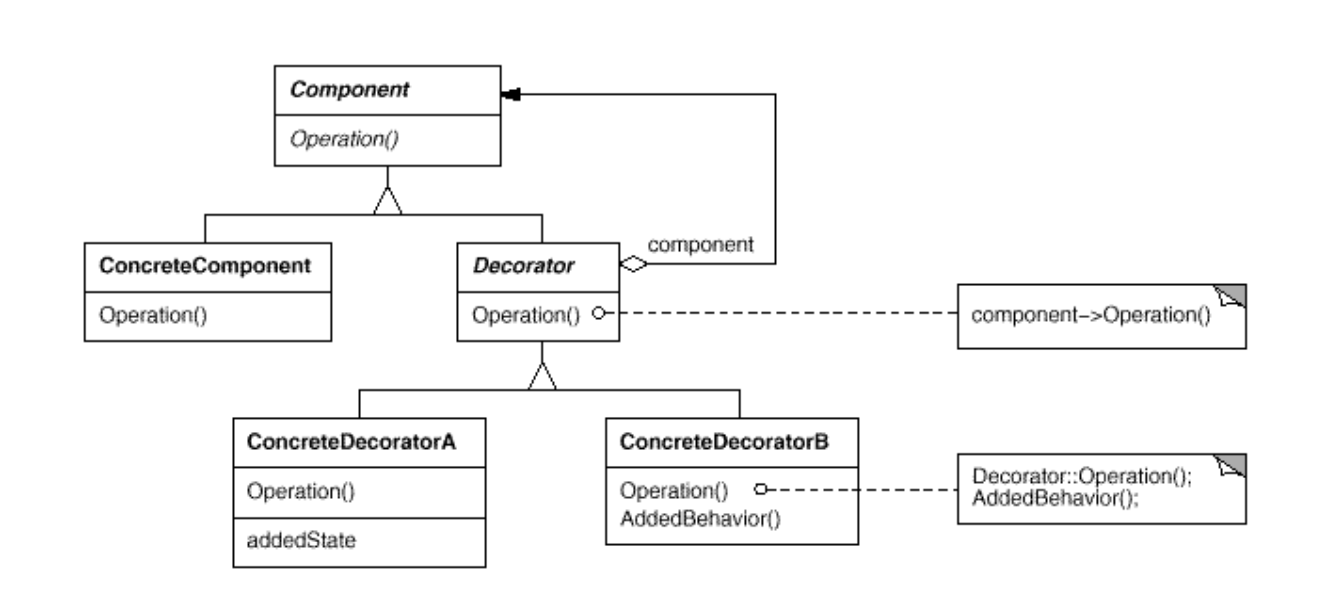 Component
Operation()
ConcreteComponent
Operation()
Decorator
Operation()
component
component->Operation()
ConcreteDecoratorA
Operation()
addedState
ConcreteDecoratorB
Operation()
AddedBehavior()
Decorator::Operation();
AddedBehavior();